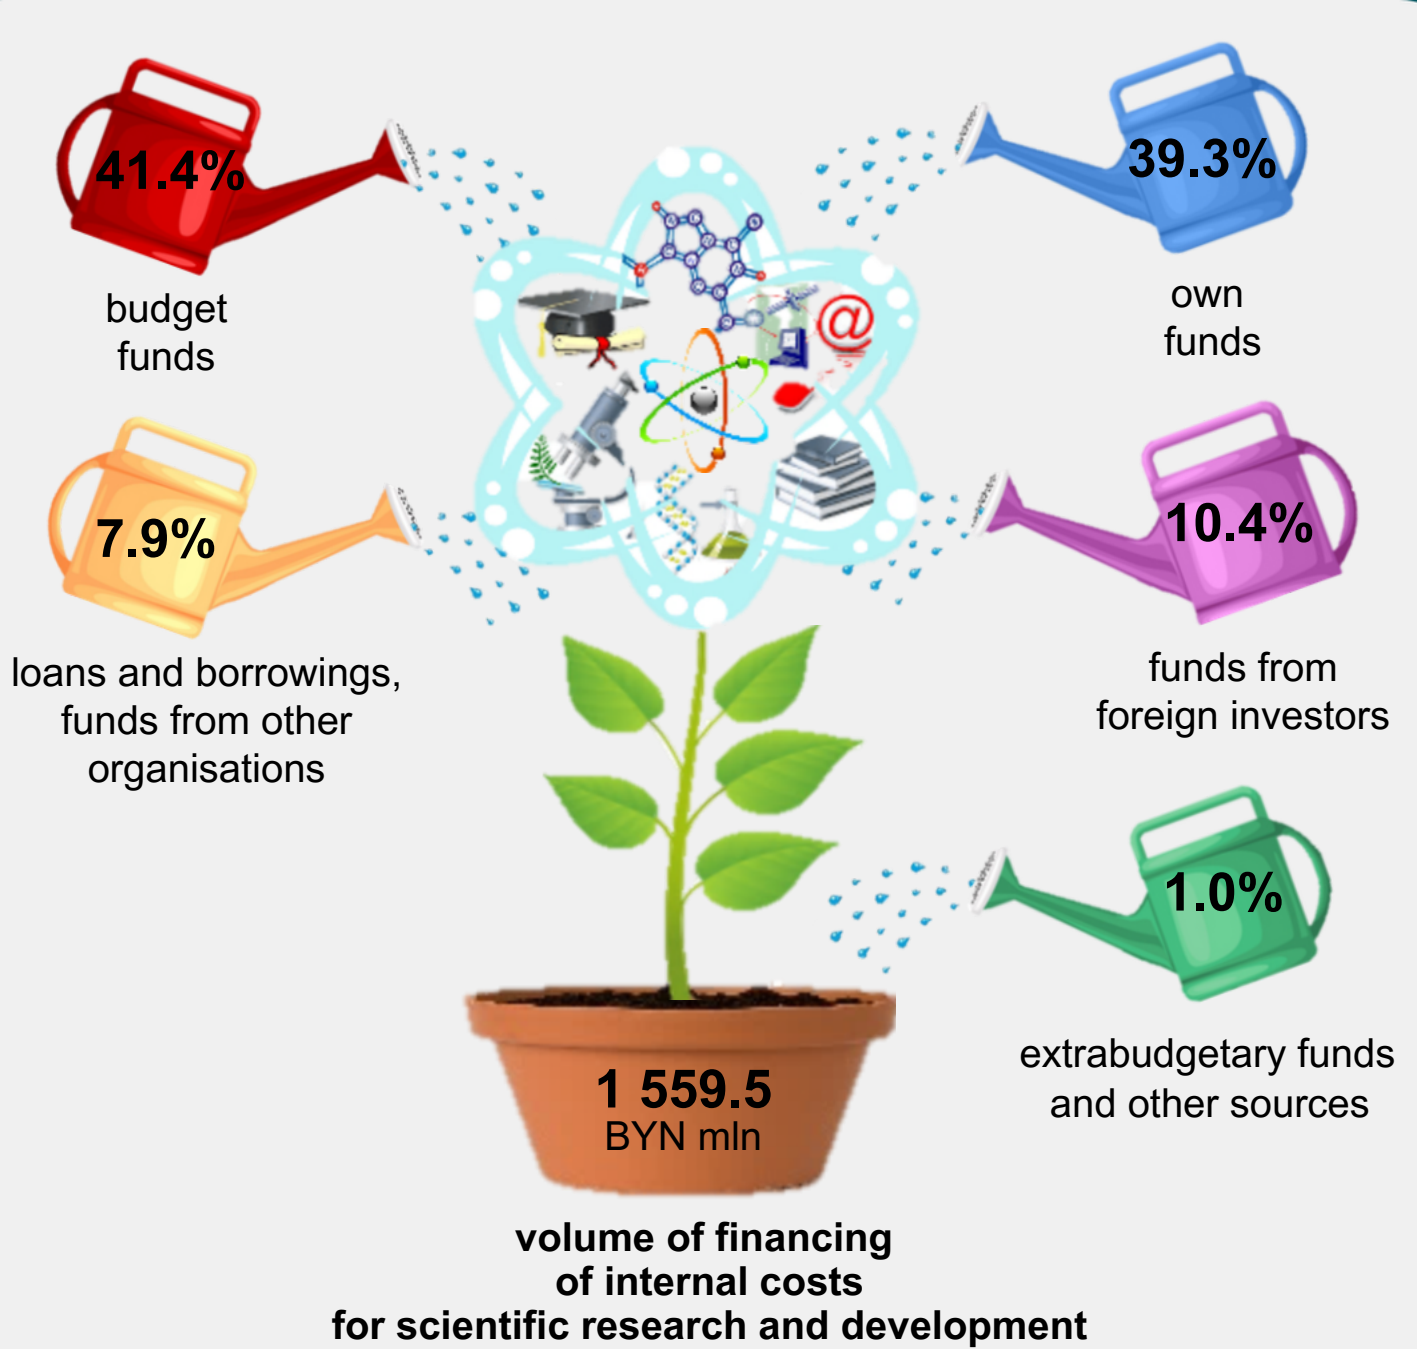 41.4%
budget
funds
39.3%
own
funds
@
7.9%
loans and borrowings,
funds from other
organisations
10.4%
funds from
foreign investors
1.0%
extrabudgetary funds
and other sources
1 559.5
BYN mln
volume of financing
of internal costs
for scientific research and development